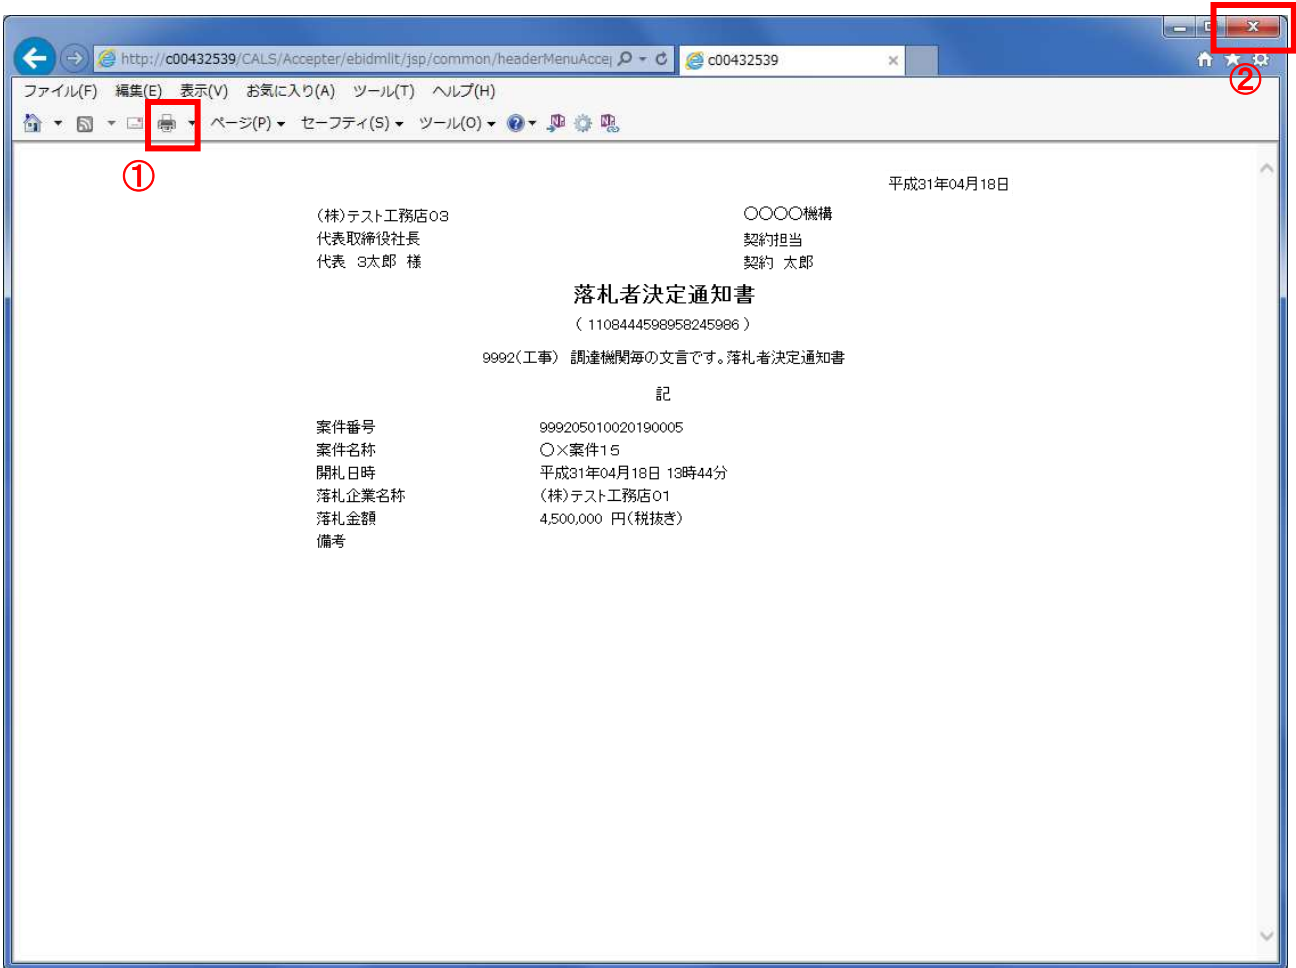 ②
http://c00432539/CALS/Accepter/ebidmlit/jsp/common/headerMenuAccej
c00432539
ファイル(F) 編集(E) 表示(V) お気に入り(A) ツール(T) ヘルプ(H)
ページ(P) セーフティ(S) ツール(O)
①
平成31年04月18日
(株)テスト工務店03 〇〇〇〇機構
代表取締役社長 契約担当
代表 3太郎 様 契約 太郎
落札者決定通知書
( 1108444598958245986 )
9992(工事) 調達機関毎の文言です。落札者決定通知書
記
案件番号 999205010020190005
案件名称 〇×案件15
開札日時 平成31年04月18日 13時44分
落札企業名称 (株)テスト工務店01
落札金額 4,500,000 円(税抜き)
備考